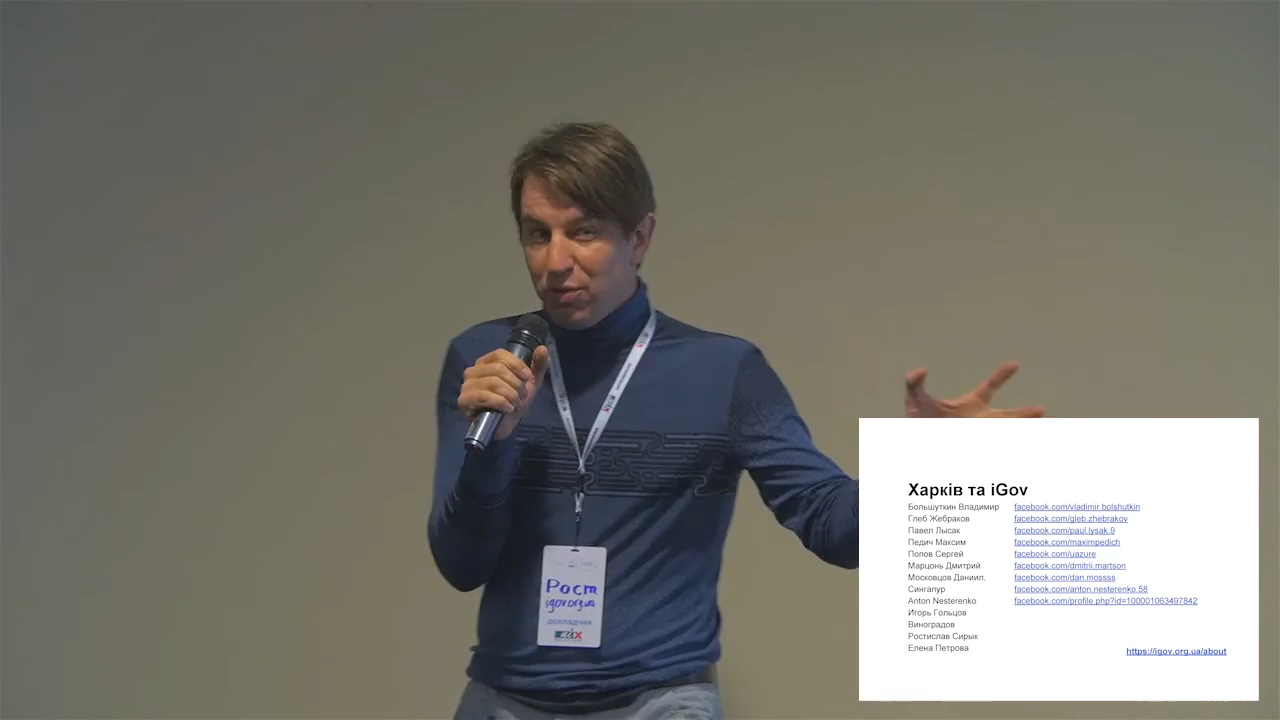 Рост
igov.org.ua
ДОКЛАДЧИК
Харків та iGov
Большуткин Владимир facebook.com/vladimir.bolshutkin
Глеб Жебраков facebook.com/gleb.zhebrakov
Павел Лысак facebook.com/paul.lysak.9
Педич Максим facebook.com/maximpedich
Попов Сергей facebook.com/uazure
Марцонь Дмитрий facebook.com/dmitrii.martson
Московцов Даниил, facebook.com/dan.mossss
Сингапур facebook.com/anton.nesterenko.58
Anton Nesterenko facebook.com/profile.php?id=100001063497842
Игорь Гольцов
Виноградов
Ростислав Сирык
Елена Петрова
https://igov.org.ua/about